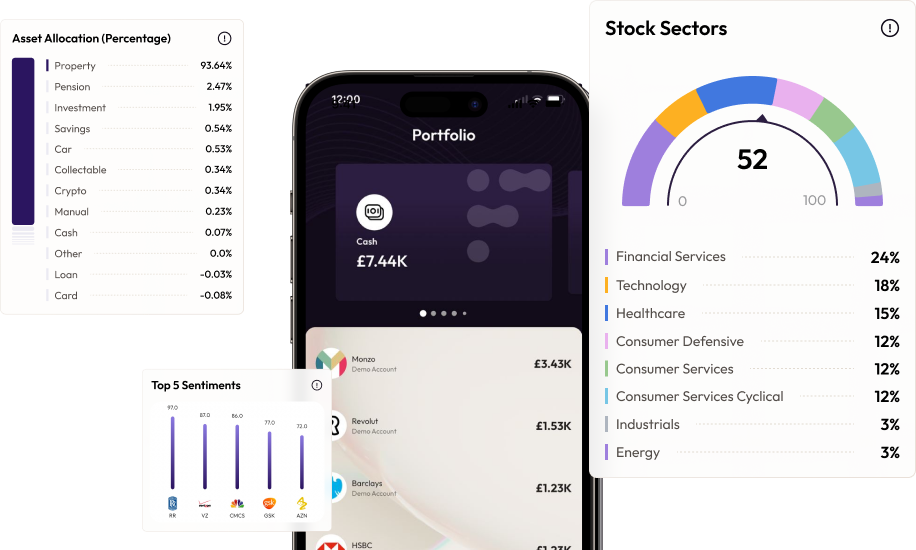 Asset Allocation (Percentage)
Property 93.64%
Pension 2.47%
Investment 1.95%
Savings 0.54%
Car 0.53%
Collectable 0.34%
Crypto 0.34%
Manual 0.23%
Cash 0.07%
Other 0.0%
Loan -0.03%
Card -0.08%
12:00
Portfolio
Cash
£7.44K
Monzo
Demo Account
£3.43K
Revolut
Demo Account
£1.53K
Barclays
Demo Account
£1.23K
HSBC
Top 5 Sentiments
97.0 87.0 86.0 77.0 72.0
RR VZ CMCS GSK AZN
Stock Sectors
52
0 100
Financial Services 24%
Technology 18%
Healthcare 15%
Consumer Defensive 12%
Consumer Services 12%
Consumer Services Cyclical 12%
Industrials 3%
Energy 3%